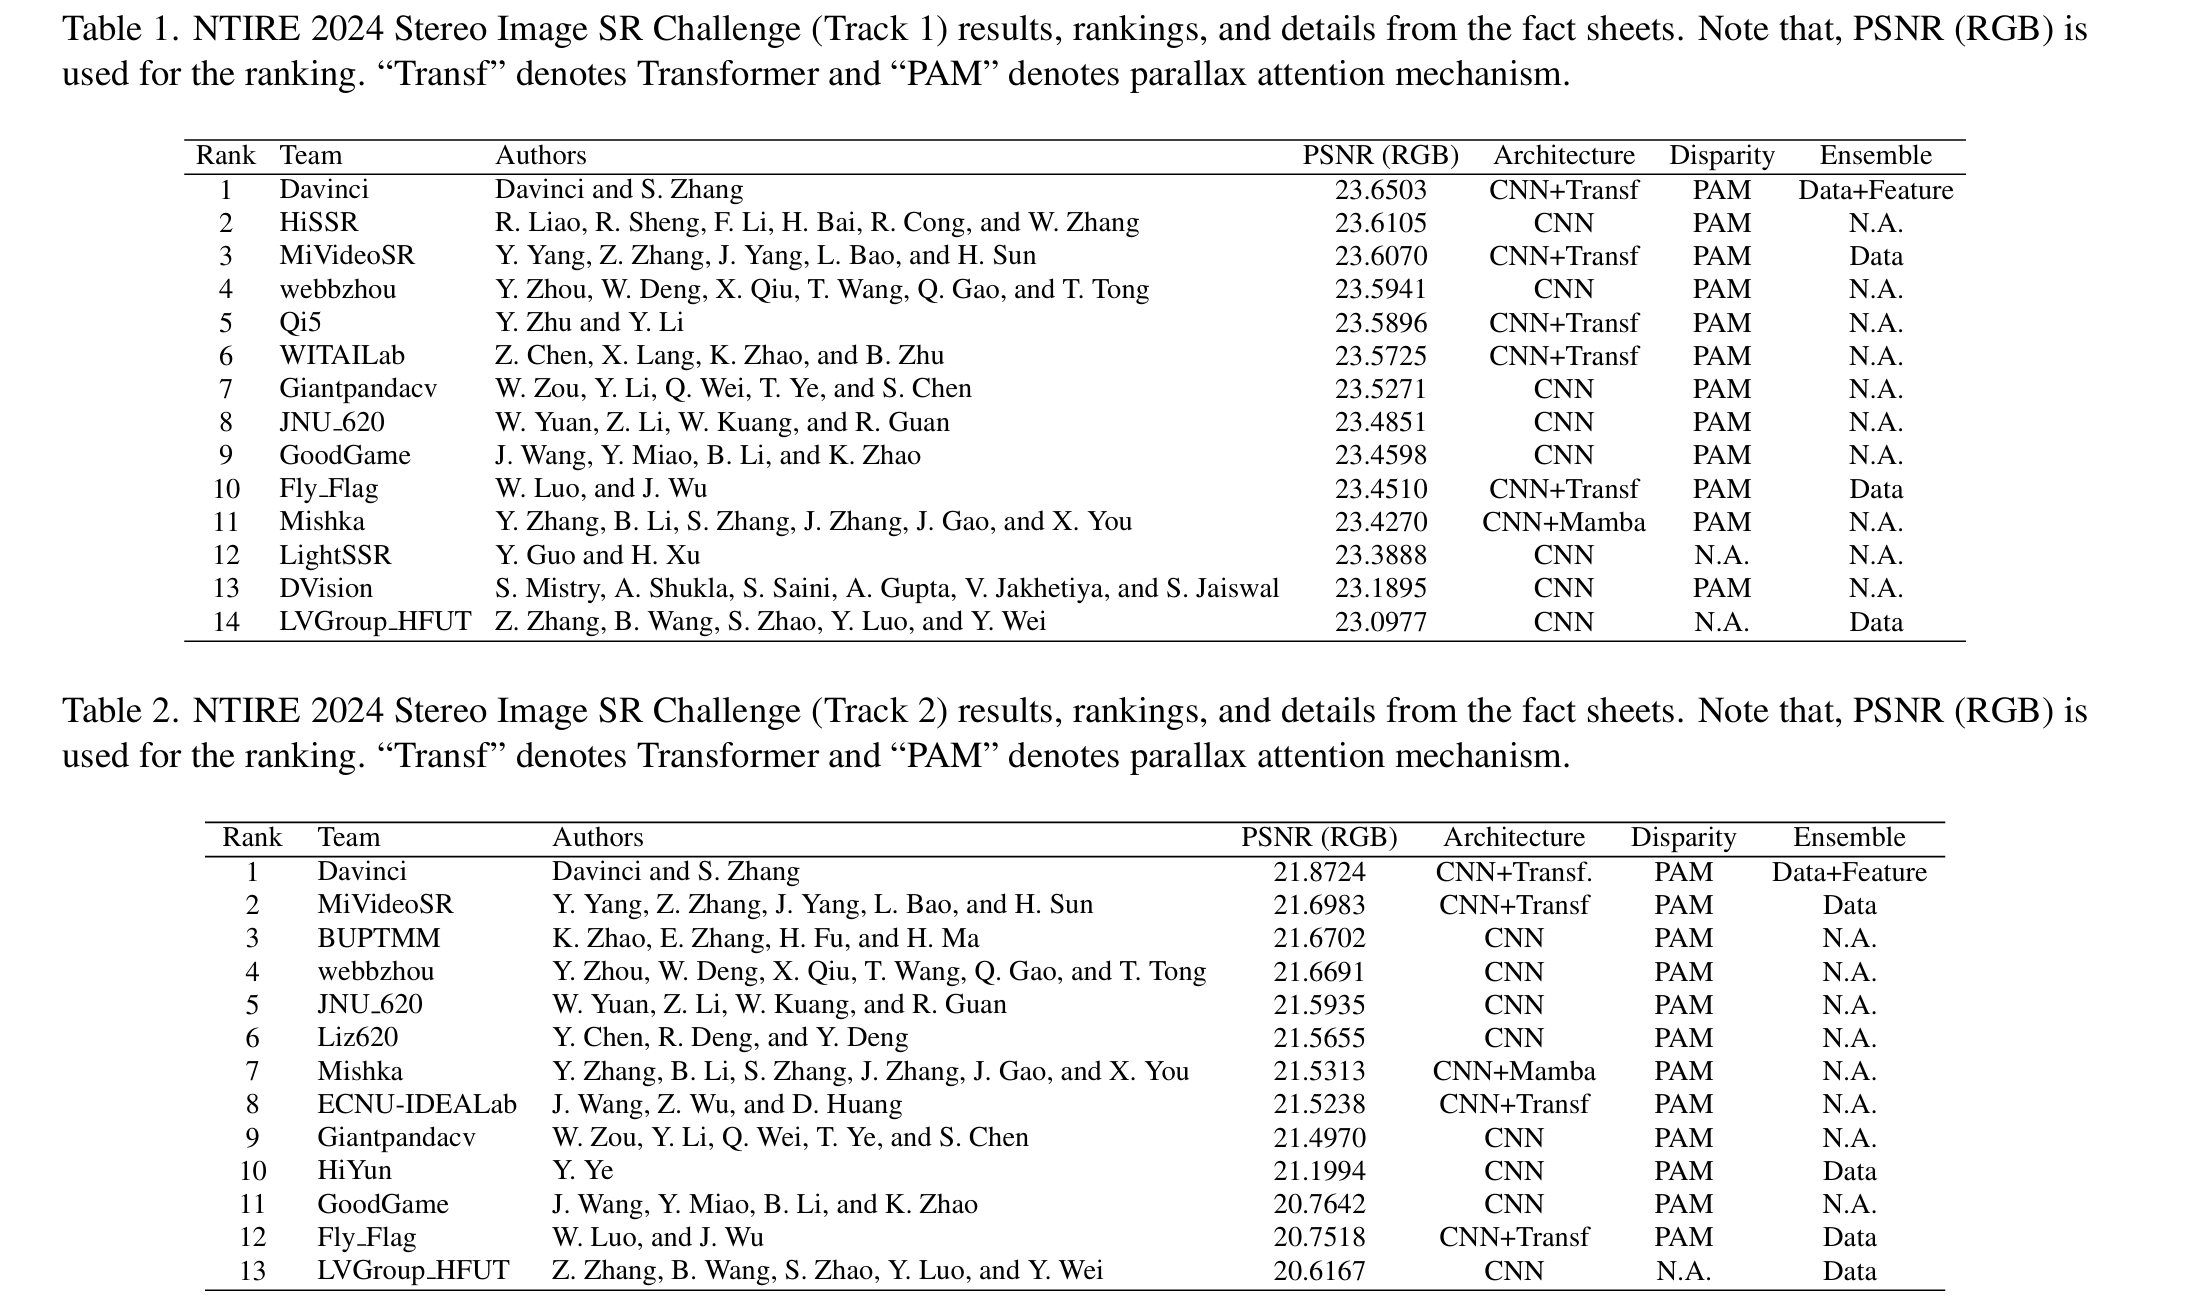 Table 1. NTIRE 2024 Stereo Image SR Challenge (Track 1) results, rankings, and details from the fact sheets. Note that, PSNR (RGB) is
used for the ranking. “Transf” denotes Transformer and “PAM” denotes parallax attention mechanism.
Rank Team Authors PSNR (RGB) Architecture Disparity Ensemble
1 Davinci Davinci and S. Zhang 23.6503 CNN+Transf PAM Data+Feature
2 HiSSR R. Liao, R. Sheng, F. Li, H. Bai, R. Cong, and W. Zhang 23.6105 CNN PAM N.A.
3 MiVideoSR Y. Yang, Z. Zhang, J. Yang, L. Bao, and H. Sun 23.6070 CNN+Transf PAM Data
4 webbzhou Y. Zhou, W. Deng, X. Qiu, T. Wang, Q. Gao, and T. Tong 23.5941 CNN PAM N.A.
5 Qi5 Y. Zhu and Y. Li 23.5896 CNN+Transf PAM N.A.
6 WITAILab Z. Chen, X. Lang, K. Zhao, and B. Zhu 23.5725 CNN+Transf PAM N.A.
7 Giantpandacv W. Zou, Y. Li, Q. Wei, T. Ye, and S. Chen 23.5271 CNN PAM N.A.
8 JNU_620 W. Yuan, Z. Li, W. Kuang, and R. Guan 23.4851 CNN PAM N.A.
9 GoodGame J. Wang, Y. Miao, B. Li, and K. Zhao 23.4598 CNN PAM N.A.
10 Fly_Flag W. Luo, and J. Wu 23.4510 CNN+Transf PAM Data
11 Mishka Y. Zhang, B. Li, S. Zhang, J. Zhang, J. Gao, and X. You 23.4270 CNN+Mamba PAM N.A.
12 LightSSR Y. Guo and H. Xu 23.3888 CNN N.A. N.A.
13 DVision S. Mistry, A. Shukla, S. Saini, A. Gupta, V. Jakhetiya, and S. Jaiswal 23.1895 CNN PAM N.A.
14 LVGroup_HFUT Z. Zhang, B. Wang, S. Zhao, Y. Luo, and Y. Wei 23.0977 CNN N.A. Data
Table 2. NTIRE 2024 Stereo Image SR Challenge (Track 2) results, rankings, and details from the fact sheets. Note that, PSNR (RGB) is
used for the ranking. “Transf” denotes Transformer and “PAM” denotes parallax attention mechanism.
Rank Team Authors PSNR (RGB) Architecture Disparity Ensemble
1 Davinci Davinci and S. Zhang 21.8724 CNN+Transf. PAM Data+Feature
2 MiVideoSR Y. Yang, Z. Zhang, J. Yang, L. Bao, and H. Sun 21.6983 CNN+Transf PAM Data
3 BUPTMM K. Zhao, E. Zhang, H. Fu, and H. Ma 21.6702 CNN PAM N.A.
4 webbzhou Y. Zhou, W. Deng, X. Qiu, T. Wang, Q. Gao, and T. Tong 21.6691 CNN PAM N.A.
5 JNU_620 W. Yuan, Z. Li, W. Kuang, and R. Guan 21.5935 CNN PAM N.A.
6 Liz620 Y. Chen, R. Deng, and Y. Deng 21.5655 CNN PAM N.A.
7 Mishka Y. Zhang, B. Li, S. Zhang, J. Zhang, J. Gao, and X. You 21.5313 CNN+Mamba PAM N.A.
8 ECNU-IDEALab J. Wang, Z. Wu, and D. Huang 21.5238 CNN+Transf PAM N.A.
9 Giantpandacv W. Zou, Y. Li, Q. Wei, T. Ye, and S. Chen 21.4970 CNN PAM N.A.
10 HiYun Y. Ye 21.1994 CNN PAM Data
11 GoodGame J. Wang, Y. Miao, B. Li, and K. Zhao 20.7642 CNN PAM N.A.
12 Fly_Flag W. Luo, and J. Wu 20.7518 CNN+Transf PAM Data
13 LVGroup_HFUT Z. Zhang, B. Wang, S. Zhao, Y. Luo, and Y. Wei 20.6167 CNN N.A. Data